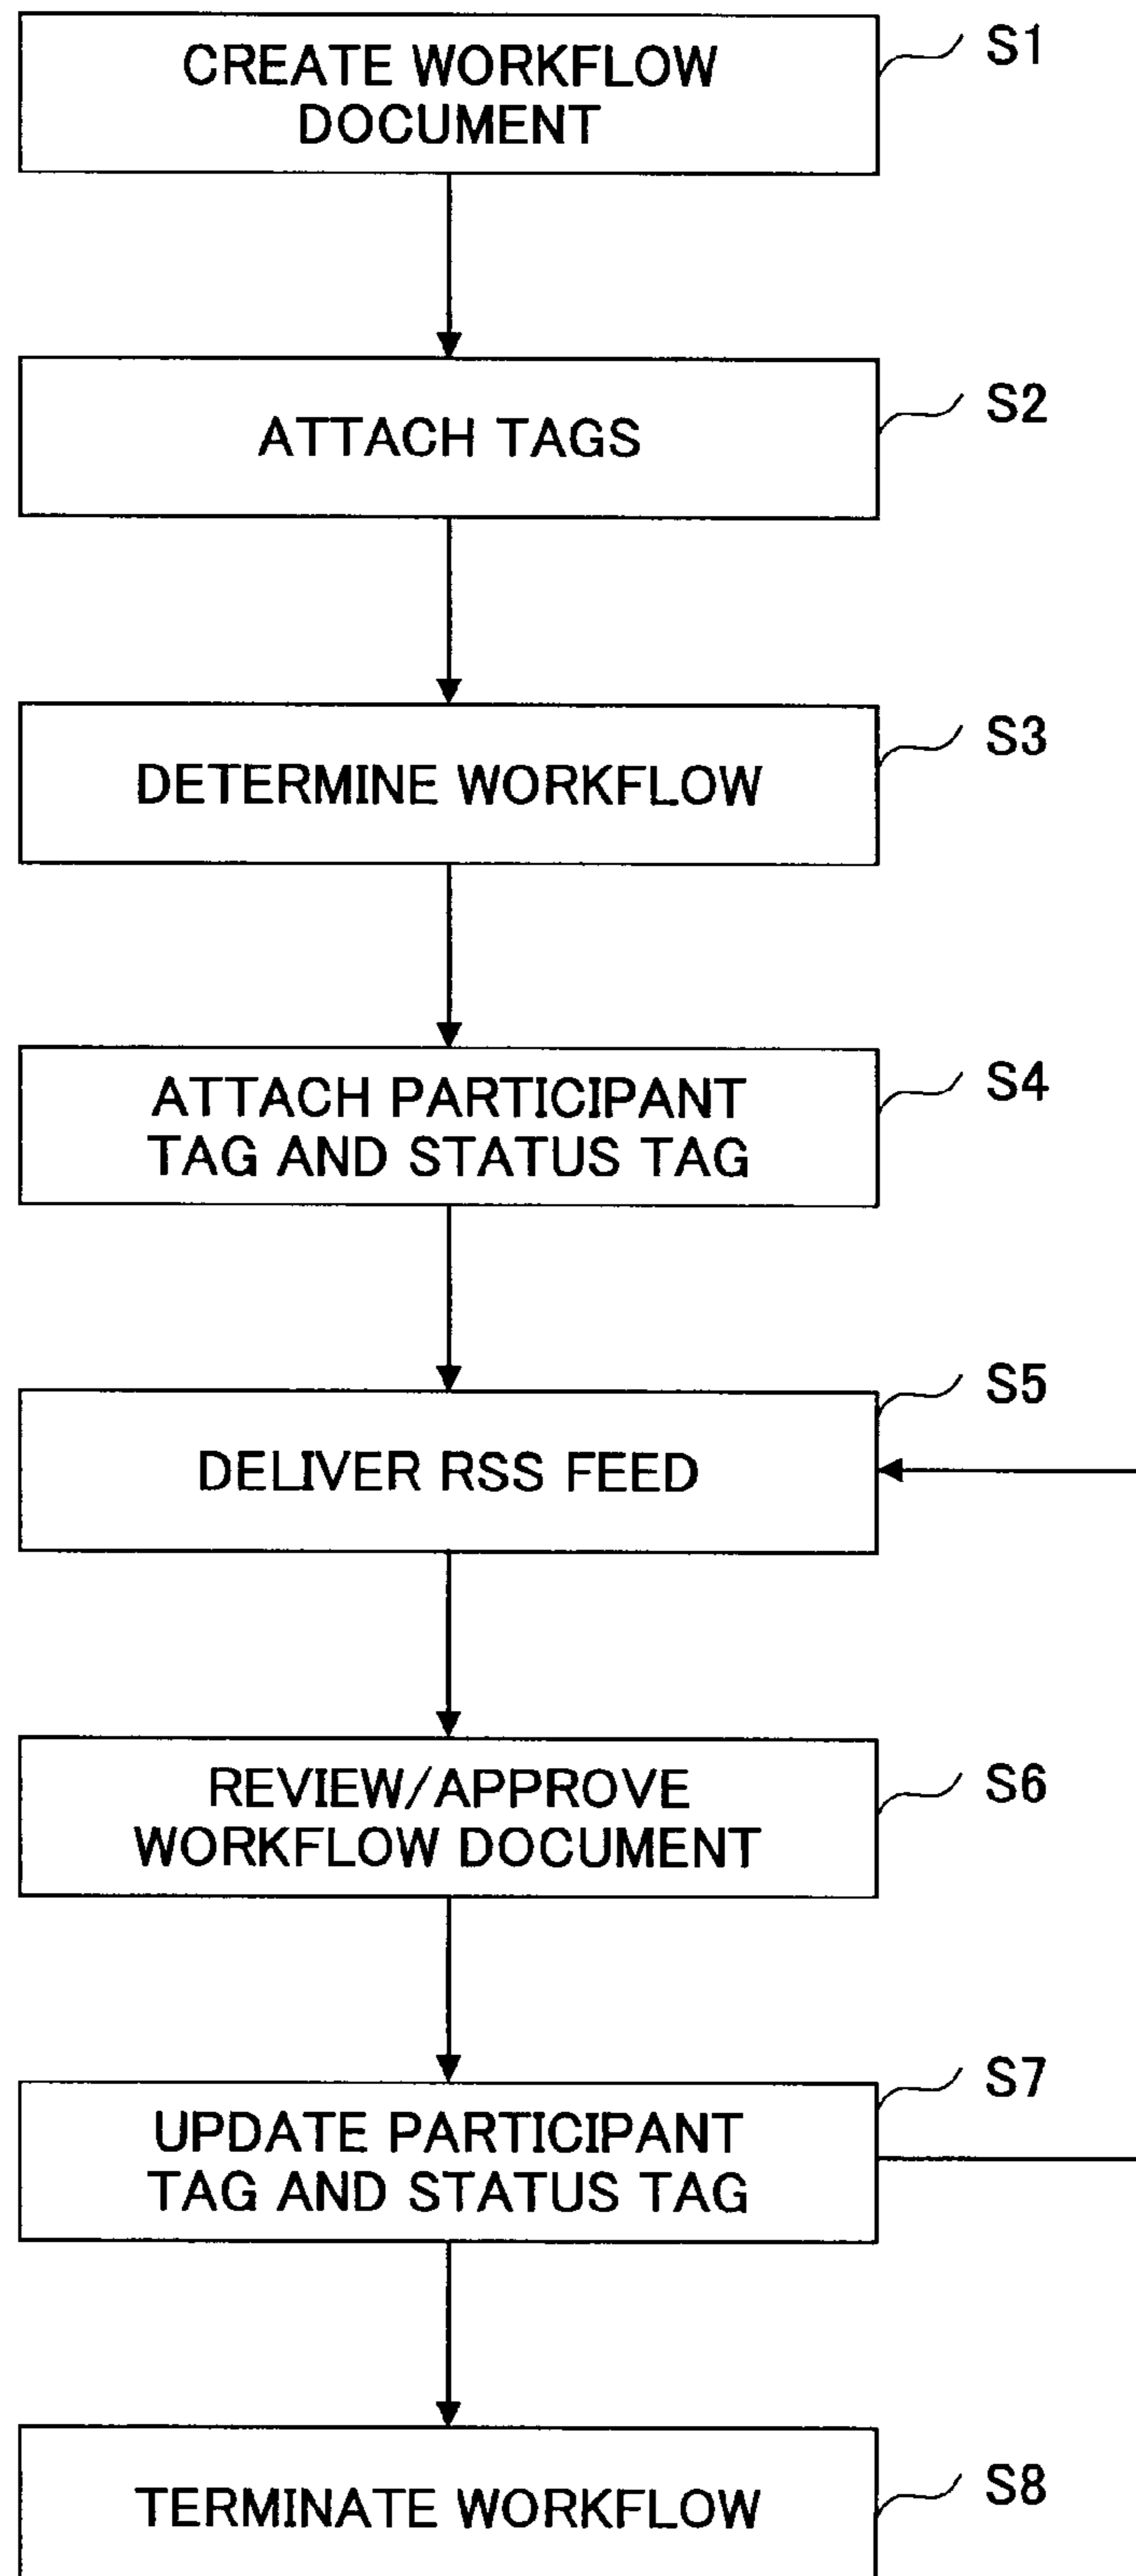 CREATE WORKFLOW
DOCUMENT
S1
ATTACH TAGS
S2
DETERMINE WORKFLOW
S3
ATTACH PARTICIPANT
TAG AND STATUS TAG
S4
DELIVER RSS FEED
S5
REVIEW/APPROVE
WORKFLOW DOCUMENT
S6
UPDATE PARTICIPANT
TAG AND STATUS TAG
S7
TERMINATE WORKFLOW
S8